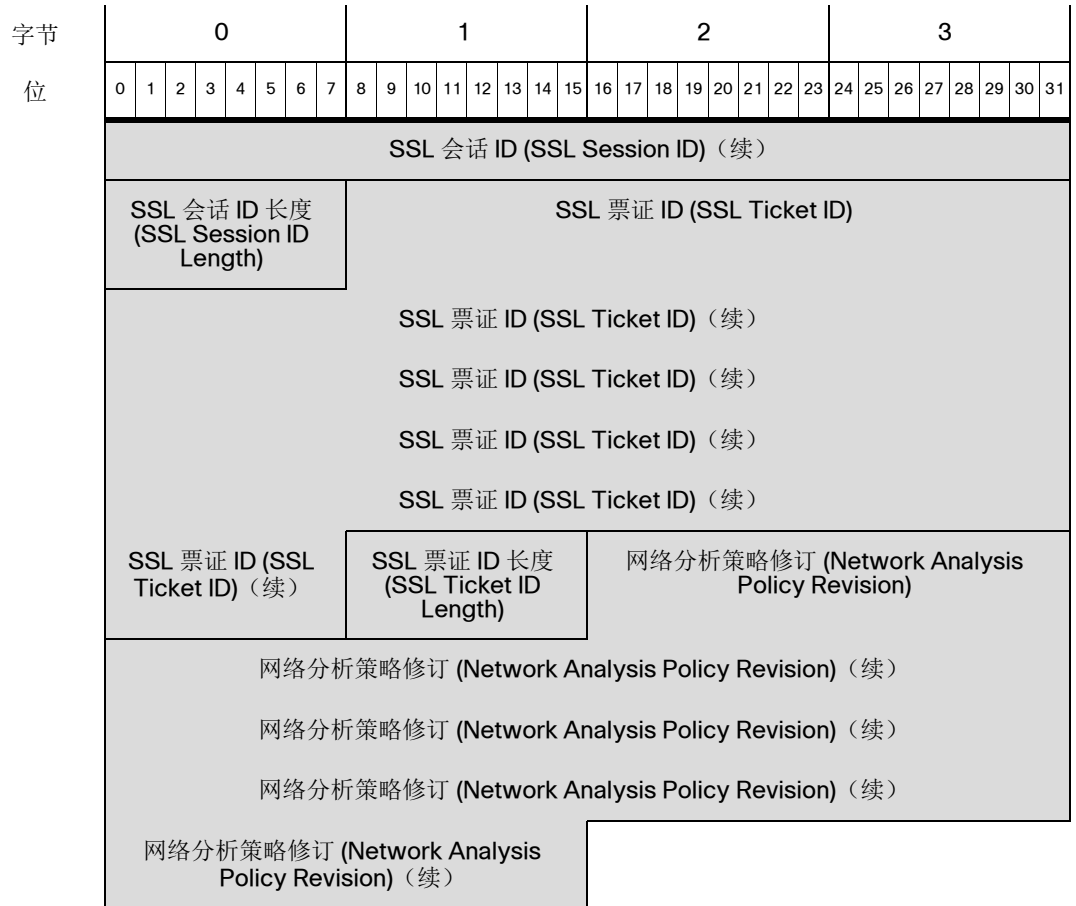 字节 0 1 2 3
位 0 1 2 3 4 5 6 7 8 9 10 11 12 13 14 15 16 17 18 19 20 21 22 23 24 25 26 27 28 29 30 31
SSL 会话 ID (SSL Session ID)（续）
SSL 会话 ID 长度
(SSL Session ID
Length)
SSL 票证 ID (SSL Ticket ID)
SSL 票证 ID (SSL Ticket ID)（续）
SSL 票证 ID (SSL Ticket ID)（续）
SSL 票证 ID (SSL Ticket ID)（续）
SSL 票证 ID (SSL Ticket ID)（续）
SSL 票证 ID (SSL
Ticket ID)（续）
SSL 票证 ID 长度
(SSL Ticket ID
Length)
网络分析策略修订 (Network Analysis
Policy Revision)
网络分析策略修订 (Network Analysis Policy Revision)（续）
网络分析策略修订 (Network Analysis Policy Revision)（续）
网络分析策略修订 (Network Analysis Policy Revision)（续）
网络分析策略修订 (Network Analysis
Policy Revision)（续）